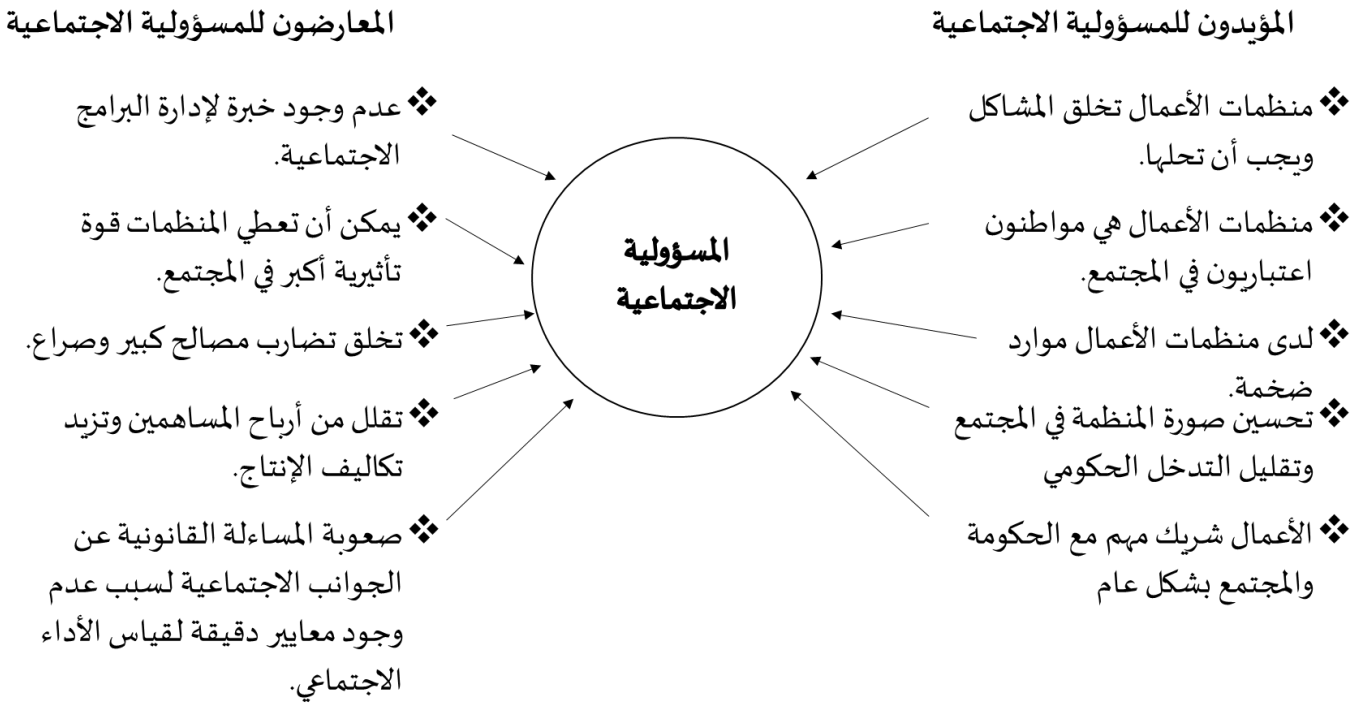 المؤيدون للمسؤولية الاجتماعية
❖ منظمات الأعمال تخلق المشاكل
ويجب أن تحلها.
❖ منظمات الأعمال هي مواطنون
اعتباريون في المجتمع.
❖ لدى منظمات الأعمال موارد
ضخمة.
❖ تحسين صورة المنظمة في المجتمع
وتقليل التدخل الحكومي
❖ الأعمال شريك مهم مع الحكومة
والمجتمع بشكل عام
المسؤولية
الاجتماعية
المعارضون للمسؤولية الاجتماعية
❖ عدم وجود خبرة لإدارة البرامج
الاجتماعية.
❖ يمكن أن تعطي المنظمات قوة
تأثيرية أكبر في المجتمع.
❖ تخلق تضارب مصالح كبير وصراع.
❖ تقلل من أرباح المساهمين وتزيد
تكاليف الإنتاج.
❖ صعوبة المساءلة القانونية عن
الجوانب الاجتماعية لسبب عدم
وجود معايير دقيقة لقياس الأداء
الاجتماعي.